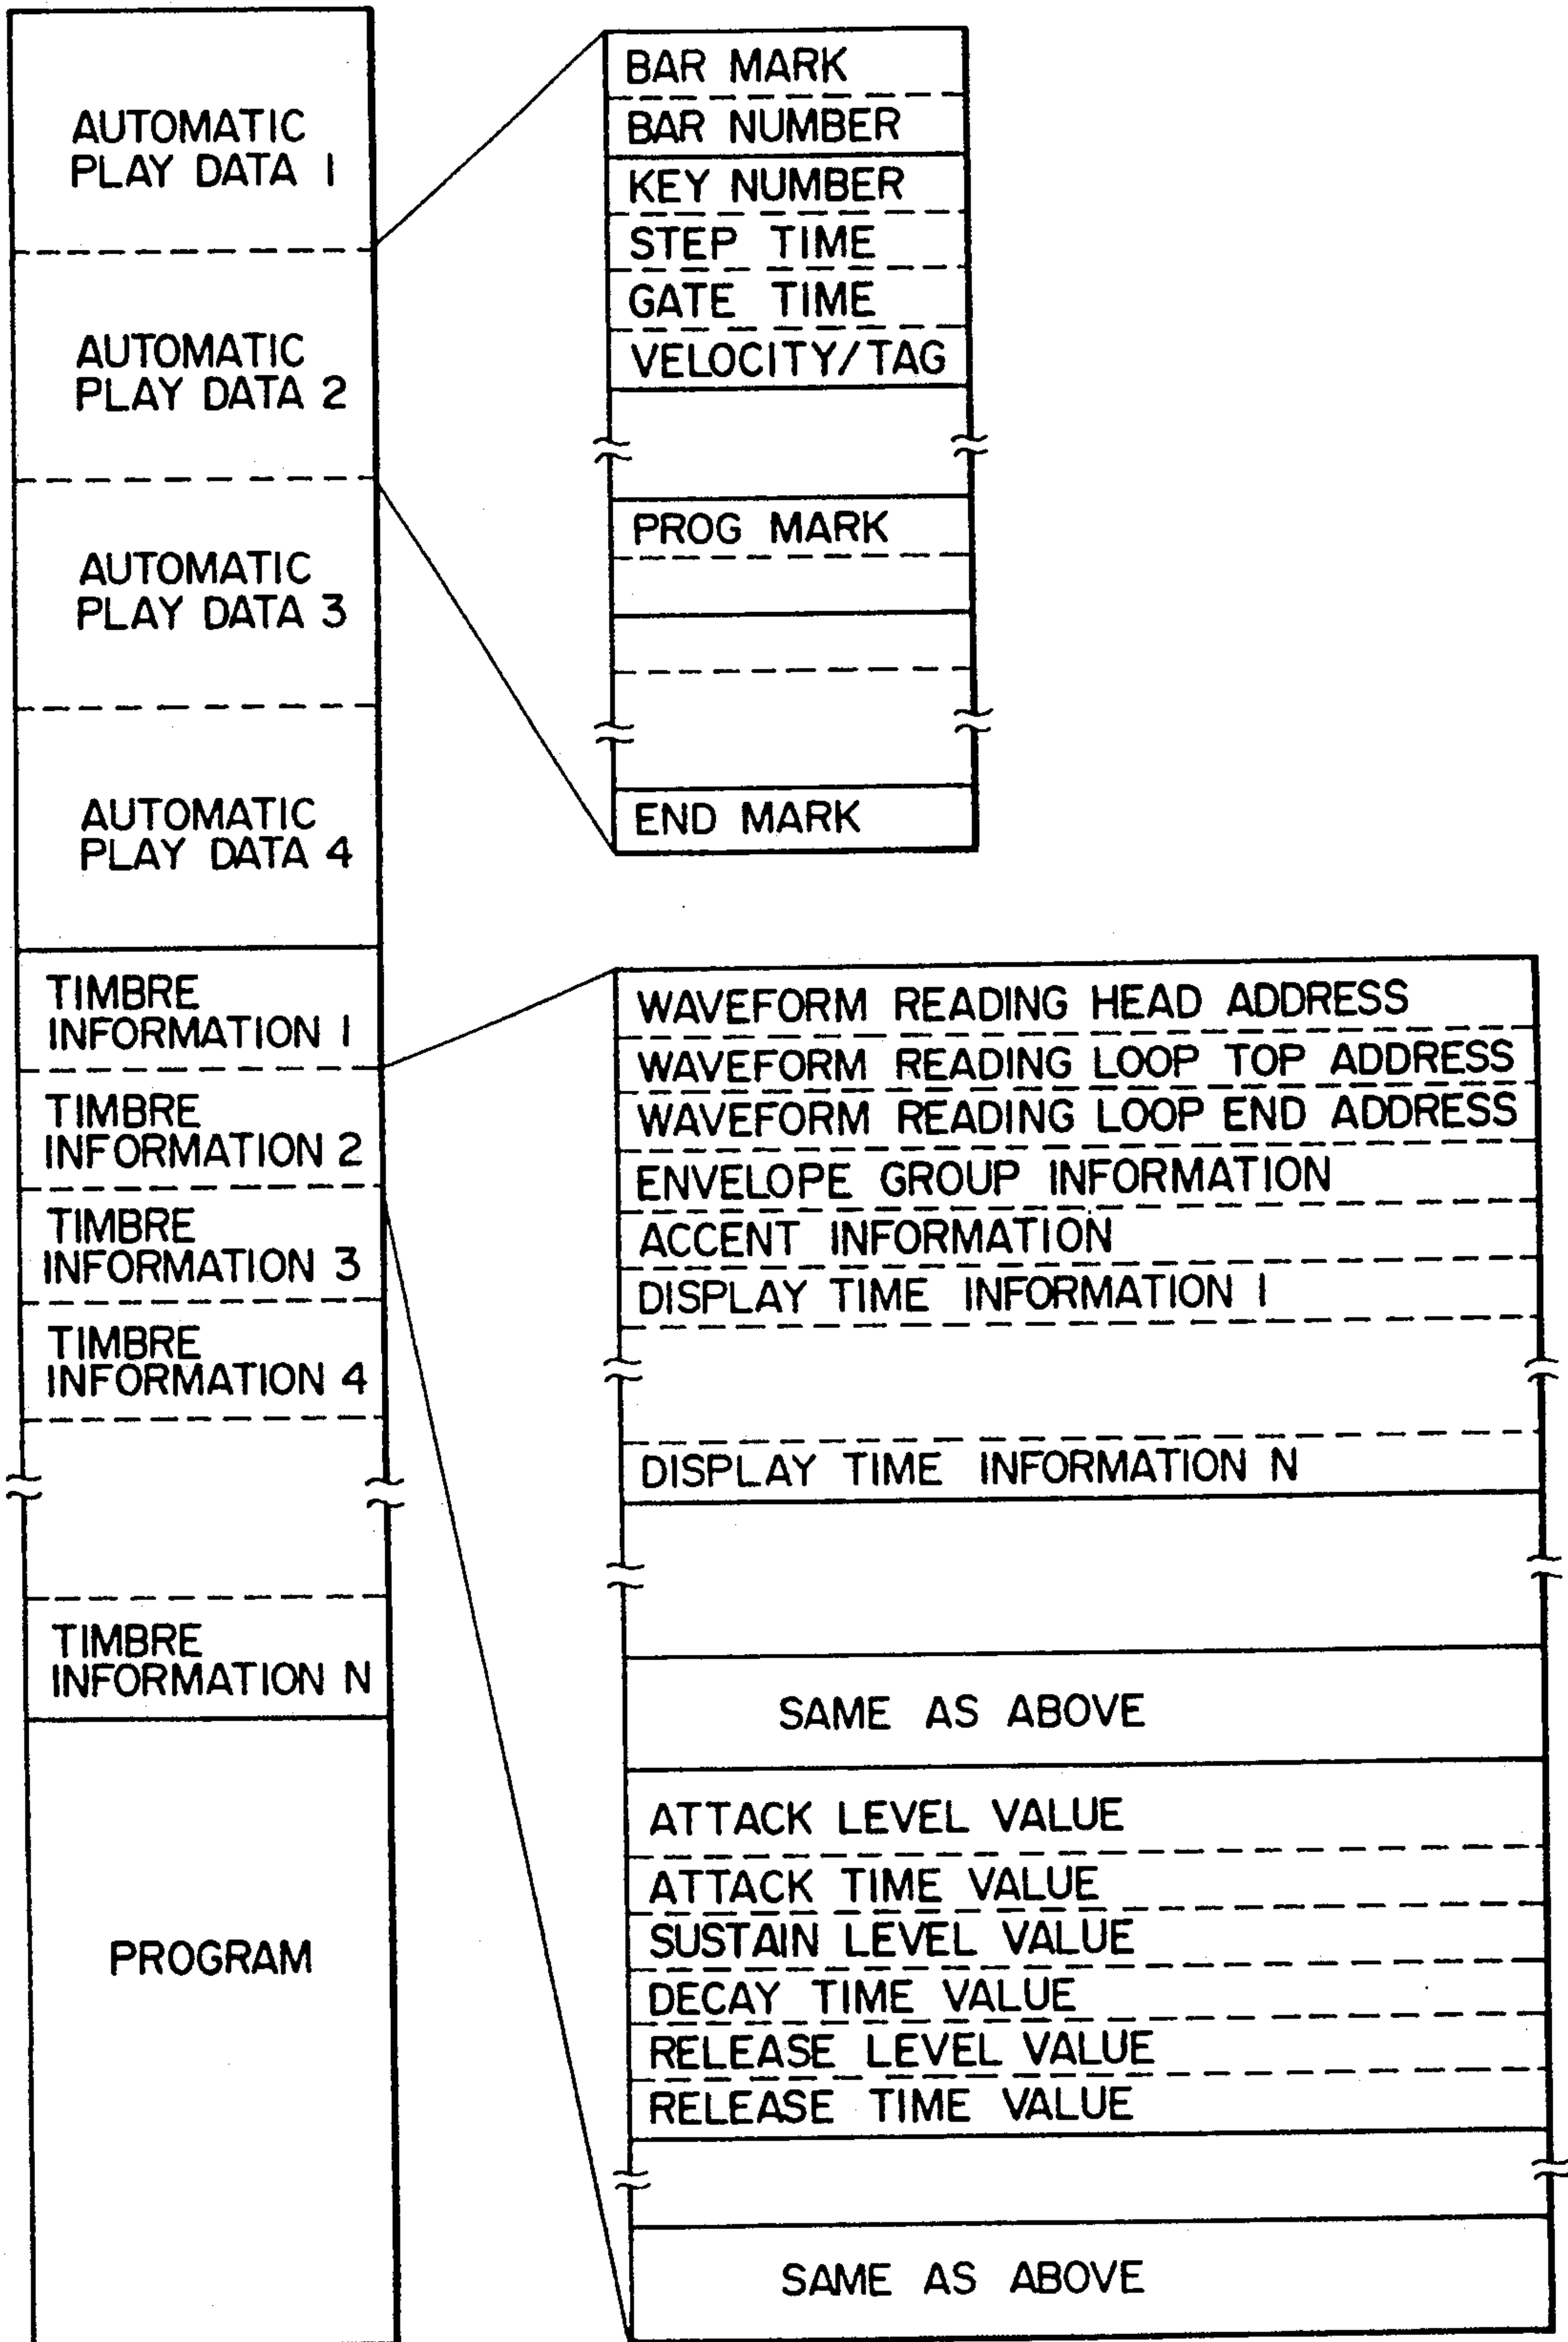 AUTOMATIC
PLAY DATA 1
AUTOMATIC
PLAY DATA 2
AUTOMATIC
PLAY DATA 3
AUTOMATIC
PLAY DATA 4
TIMBRE
INFORMATION 1
TIMBRE
INFORMATION 2
TIMBRE
INFORMATION 3
TIMBRE
INFORMATION 4
TIMBRE
INFORMATION N
PROGRAM
BAR MARK
BAR NUMBER
KEY NUMBER
STEP TIME
GATE TIME
VELOCITY/TAG
PROG MARK
END MARK
WAVEFORM READING HEAD ADDRESS
WAVEFORM READING LOOP TOP ADDRESS
WAVEFORM READING LOOP END ADDRESS
ENVELOPE GROUP INFORMATION
ACCENT INFORMATION
DISPLAY TIME INFORMATION 1
DISPLAY TIME INFORMATION N
SAME AS ABOVE
ATTACK LEVEL VALUE
ATTACK TIME VALUE
SUSTAIN LEVEL VALUE
DECAY TIME VALUE
RELEASE LEVEL VALUE
RELEASE TIME VALUE
SAME AS ABOVE